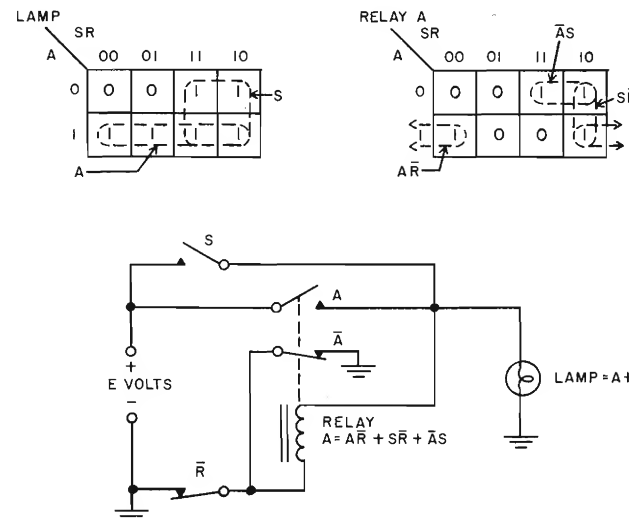 LAMP
SR
A 00 01 11 10
0 0 0 1 1
S
1 1 1 1 1
A
RELAY A
SR
ĀS
A 00 01 11 10
0 0 0 1 1
1 1 0 0 1
AR̄
S
A
Ā
+
E VOLTS
−
LAMP=A+
RELAY
A=AR̄+SR̄+ĀS
R̄